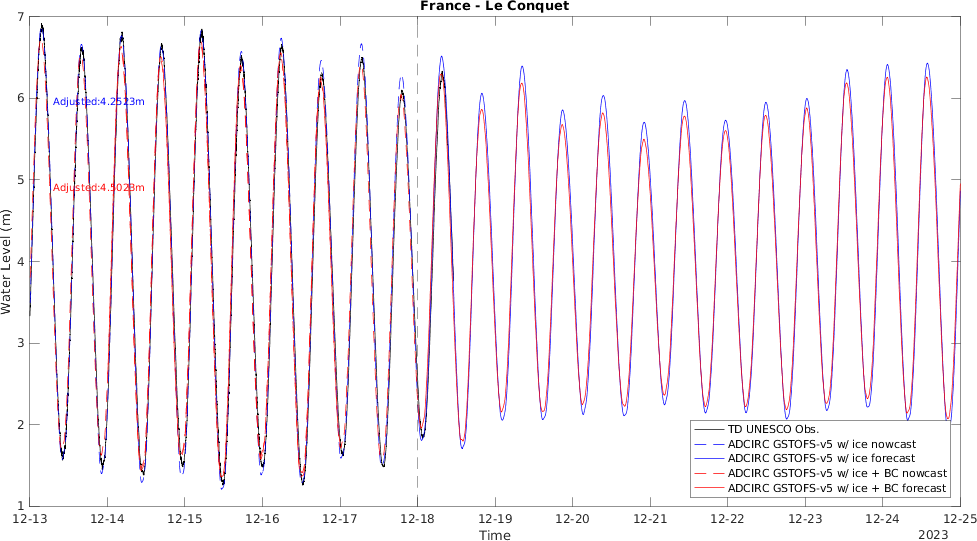 France - Le Conquet
7
6
5
4
3
2
1
Water Level (m)
Adjusted:4.2523m
Adjusted:4.5023m
TD UNESCO Obs.
ADCIRC GSTOFS-v5 w/ ice nowcast
ADCIRC GSTOFS-v5 w/ ice forecast
ADCIRC GSTOFS-v5 w/ ice + BC nowcast
ADCIRC GSTOFS-v5 w/ ice + BC forecast
12-13 12-14 12-15 12-16 12-17 12-18 12-19 12-20 12-21 12-22 12-23 12-24 12-25
Time
2023